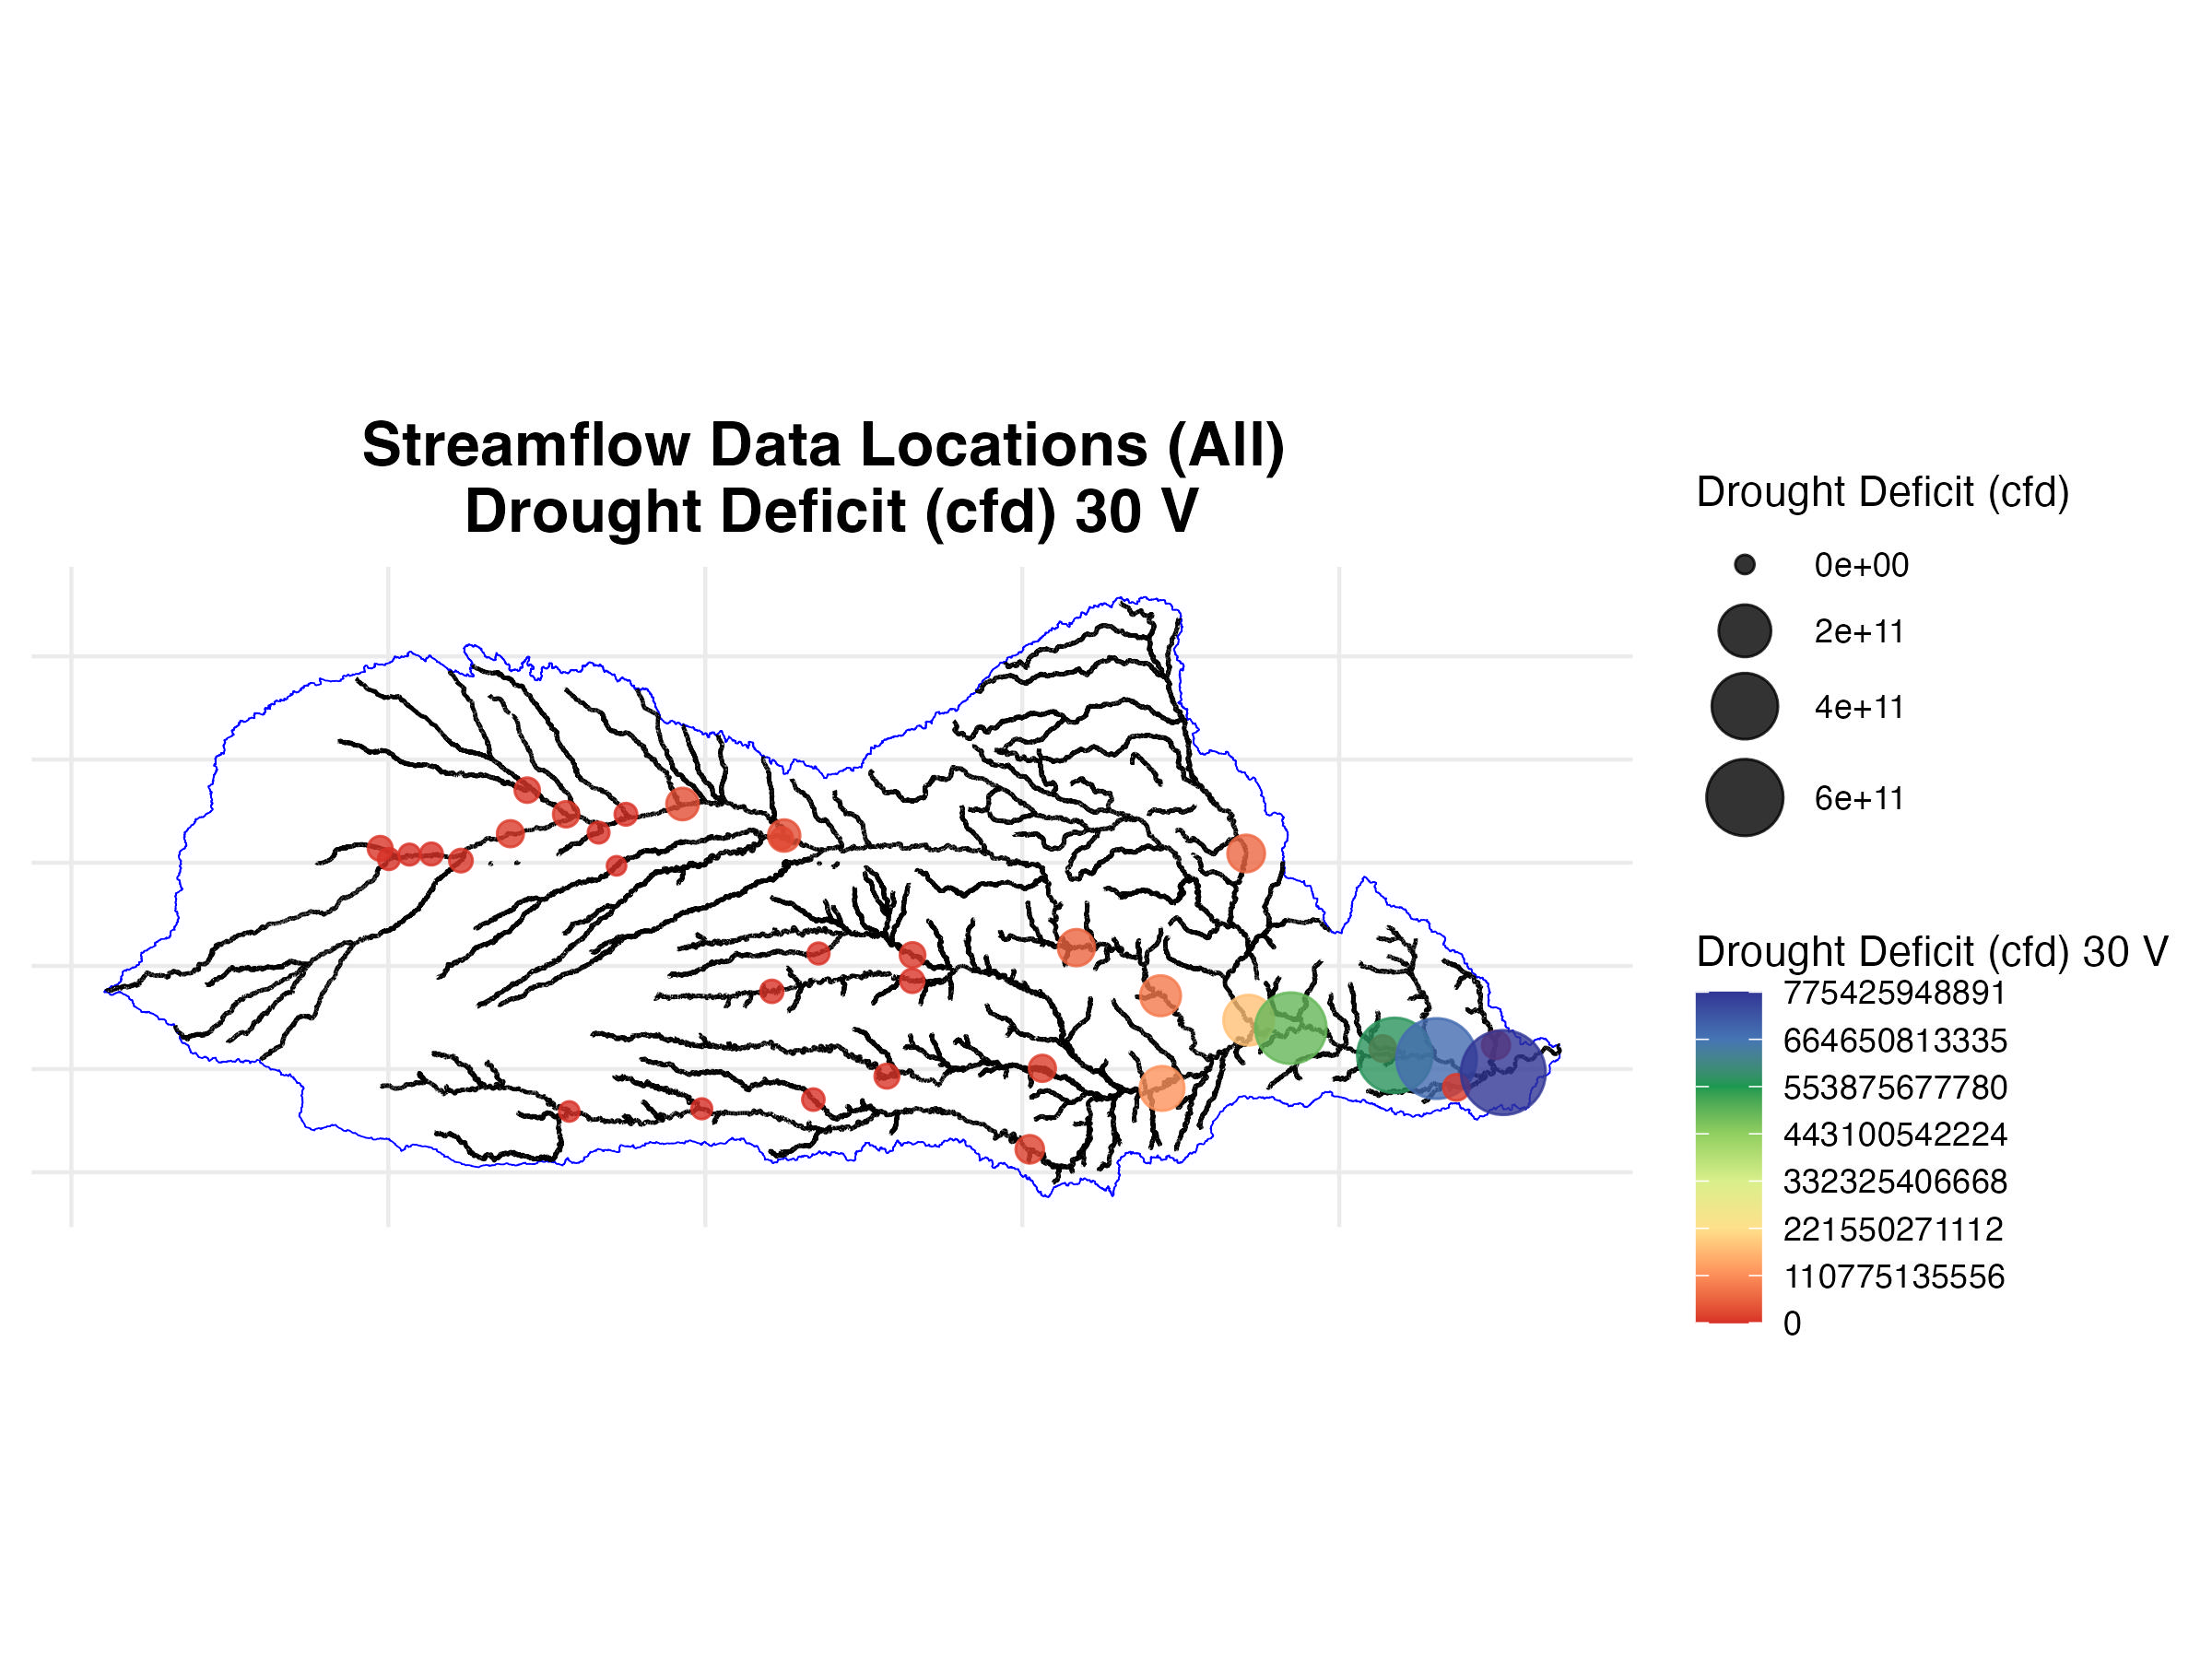 Streamflow Data Locations (All)
Drought Deficit (cfd) 30 V
Drought Deficit (cfd)
0e+00
2e+11
4e+11
6e+11
Drought Deficit (cfd) 30 V
775425948891
664650813335
553875677780
443100542224
332325406668
221550271112
110775135556
0